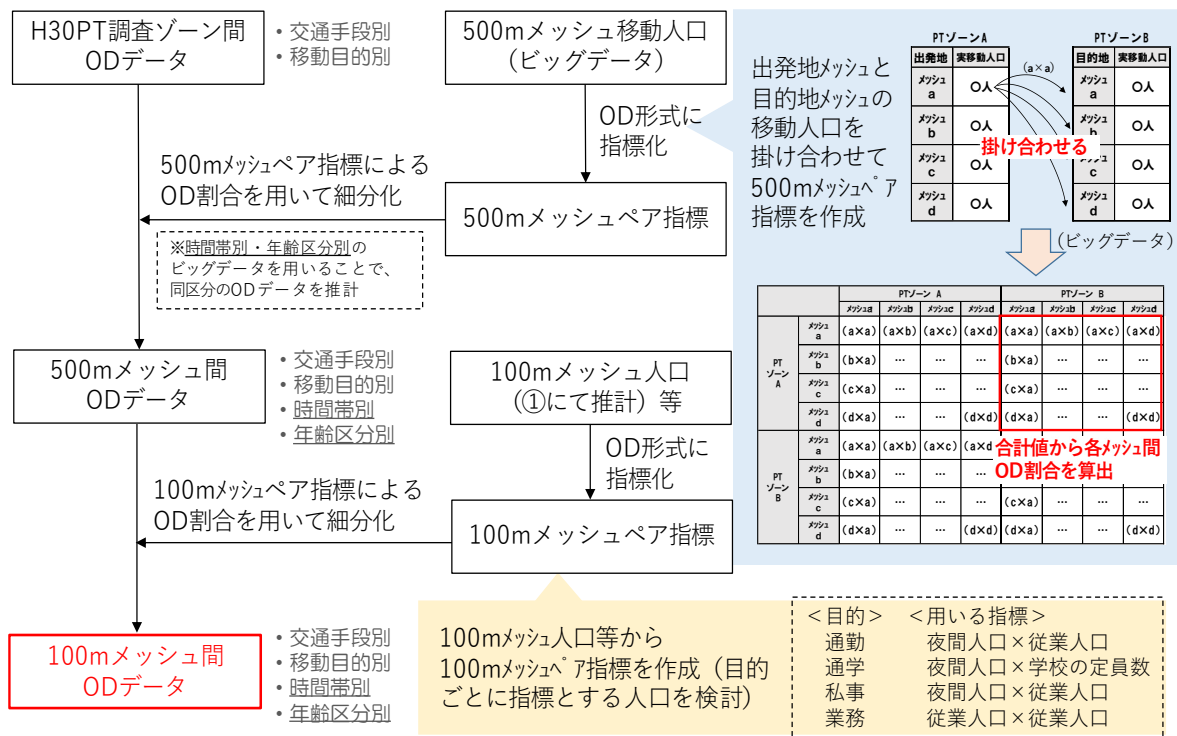 H30PT調査ゾーン間
ODデータ
・交通手段別
・移動目的別
500mメッシュ移動人口
(ビッグデータ)
OD形式に
指標化
500mﾒｯｼｭペア指標による
OD割合を用いて細分化
500mメッシュペア指標
※時間帯別・年齢区分別の
ビッグデータを用いることで、
同区分のODデータを推計
500mメッシュ間
ODデータ
・交通手段別
・移動目的別
・時間帯別
・年齢区分別
100mメッシュ人口
(①にて推計) 等
OD形式に
指標化
100mﾒｯｼｭペア指標による
OD割合を用いて細分化
100mメッシュペア指標
100mメッシュ間
ODデータ
・交通手段別
・移動目的別
・時間帯別
・年齢区分別
出発地ﾒｯｼｭと
目的地ﾒｯｼｭの
移動人口を
掛け合わせて
500mﾒｯｼｭﾍﾟア
指標を作成
PTゾーンA
出発地 実移動人口
ﾒｯｼｭ a 〇人
ﾒｯｼｭ b 〇人
ﾒｯｼｭ c 〇人
ﾒｯｼｭ d 〇人
(a×a)
掛け合わせる
PTゾーンB
目的地 実移動人口
ﾒｯｼｭ a 〇人
ﾒｯｼｭ b 〇人
ﾒｯｼｭ c 〇人
ﾒｯｼｭ d 〇人
(ビッグデータ)
PTゾーン A PTゾーン B
ﾒｯｼｭa ﾒｯｼｭb ﾒｯｼｭc ﾒｯｼｭd ﾒｯｼｭa ﾒｯｼｭb ﾒｯｼｭc ﾒｯｼｭd
PTゾーン A
ﾒｯｼｭ a (a×a) (a×b) (a×c) (a×d) (a×a) (a×b) (a×c) (a×d)
ﾒｯｼｭ b (b×a) … … … (b×a) … … …
ﾒｯｼｭ c (c×a) … … … (c×a) … … …
ﾒｯｼｭ d (d×a) … … (d×d) (d×a) … … (d×d)
PTゾーン B
ﾒｯｼｭ a (a×a) (a×b) (a×c) (a×d
合計値から各ﾒｯｼｭ間
OD割合を算出
ﾒｯｼｭ b (b×a) … …
ﾒｯｼｭ c (c×a) … … … (c×a) … … …
ﾒｯｼｭ d (d×a) … … (d×d) (d×a) … … (d×d)
100mﾒｯｼｭ人口等から
100mﾒｯｼｭﾍﾟア指標を作成（目的
ごとに指標とする人口を検討）
＜目的＞ ＜用いる指標＞
通勤 夜間人口×従業人口
通学 夜間人口×学校の定員数
私事 夜間人口×従業人口
業務 従業人口×従業人口